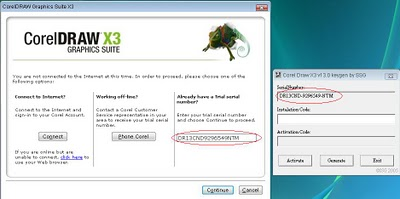 CorelDRAW Graphics Suite X3
CorelDRAW X3
GRAPHICS SUITE
You are not connected to the Internet at this time. In order to proceed, please choose one of the
following options:
Connect to Internet?
Connect to the Internet and
sign-in to your Corel Account.
Connect
If you are online but are
unable to connect, click here to
use your Web browser.
Working off-line?
Contact a Corel Customer
Service representative in your
area to receive your trial serial
number.
Phone Corel
Already have a trial serial
number?
Enter your trial serial number
and choose Continue to proceed.
DR13CND9296549NTM
Continue
Cancel
Corel Draw X3 v13.0 keygen by SSG
Serial Number:
DR13CND-9296549-NTM
Instalation Code:
Activation Code:
Activate
Generate
Exit